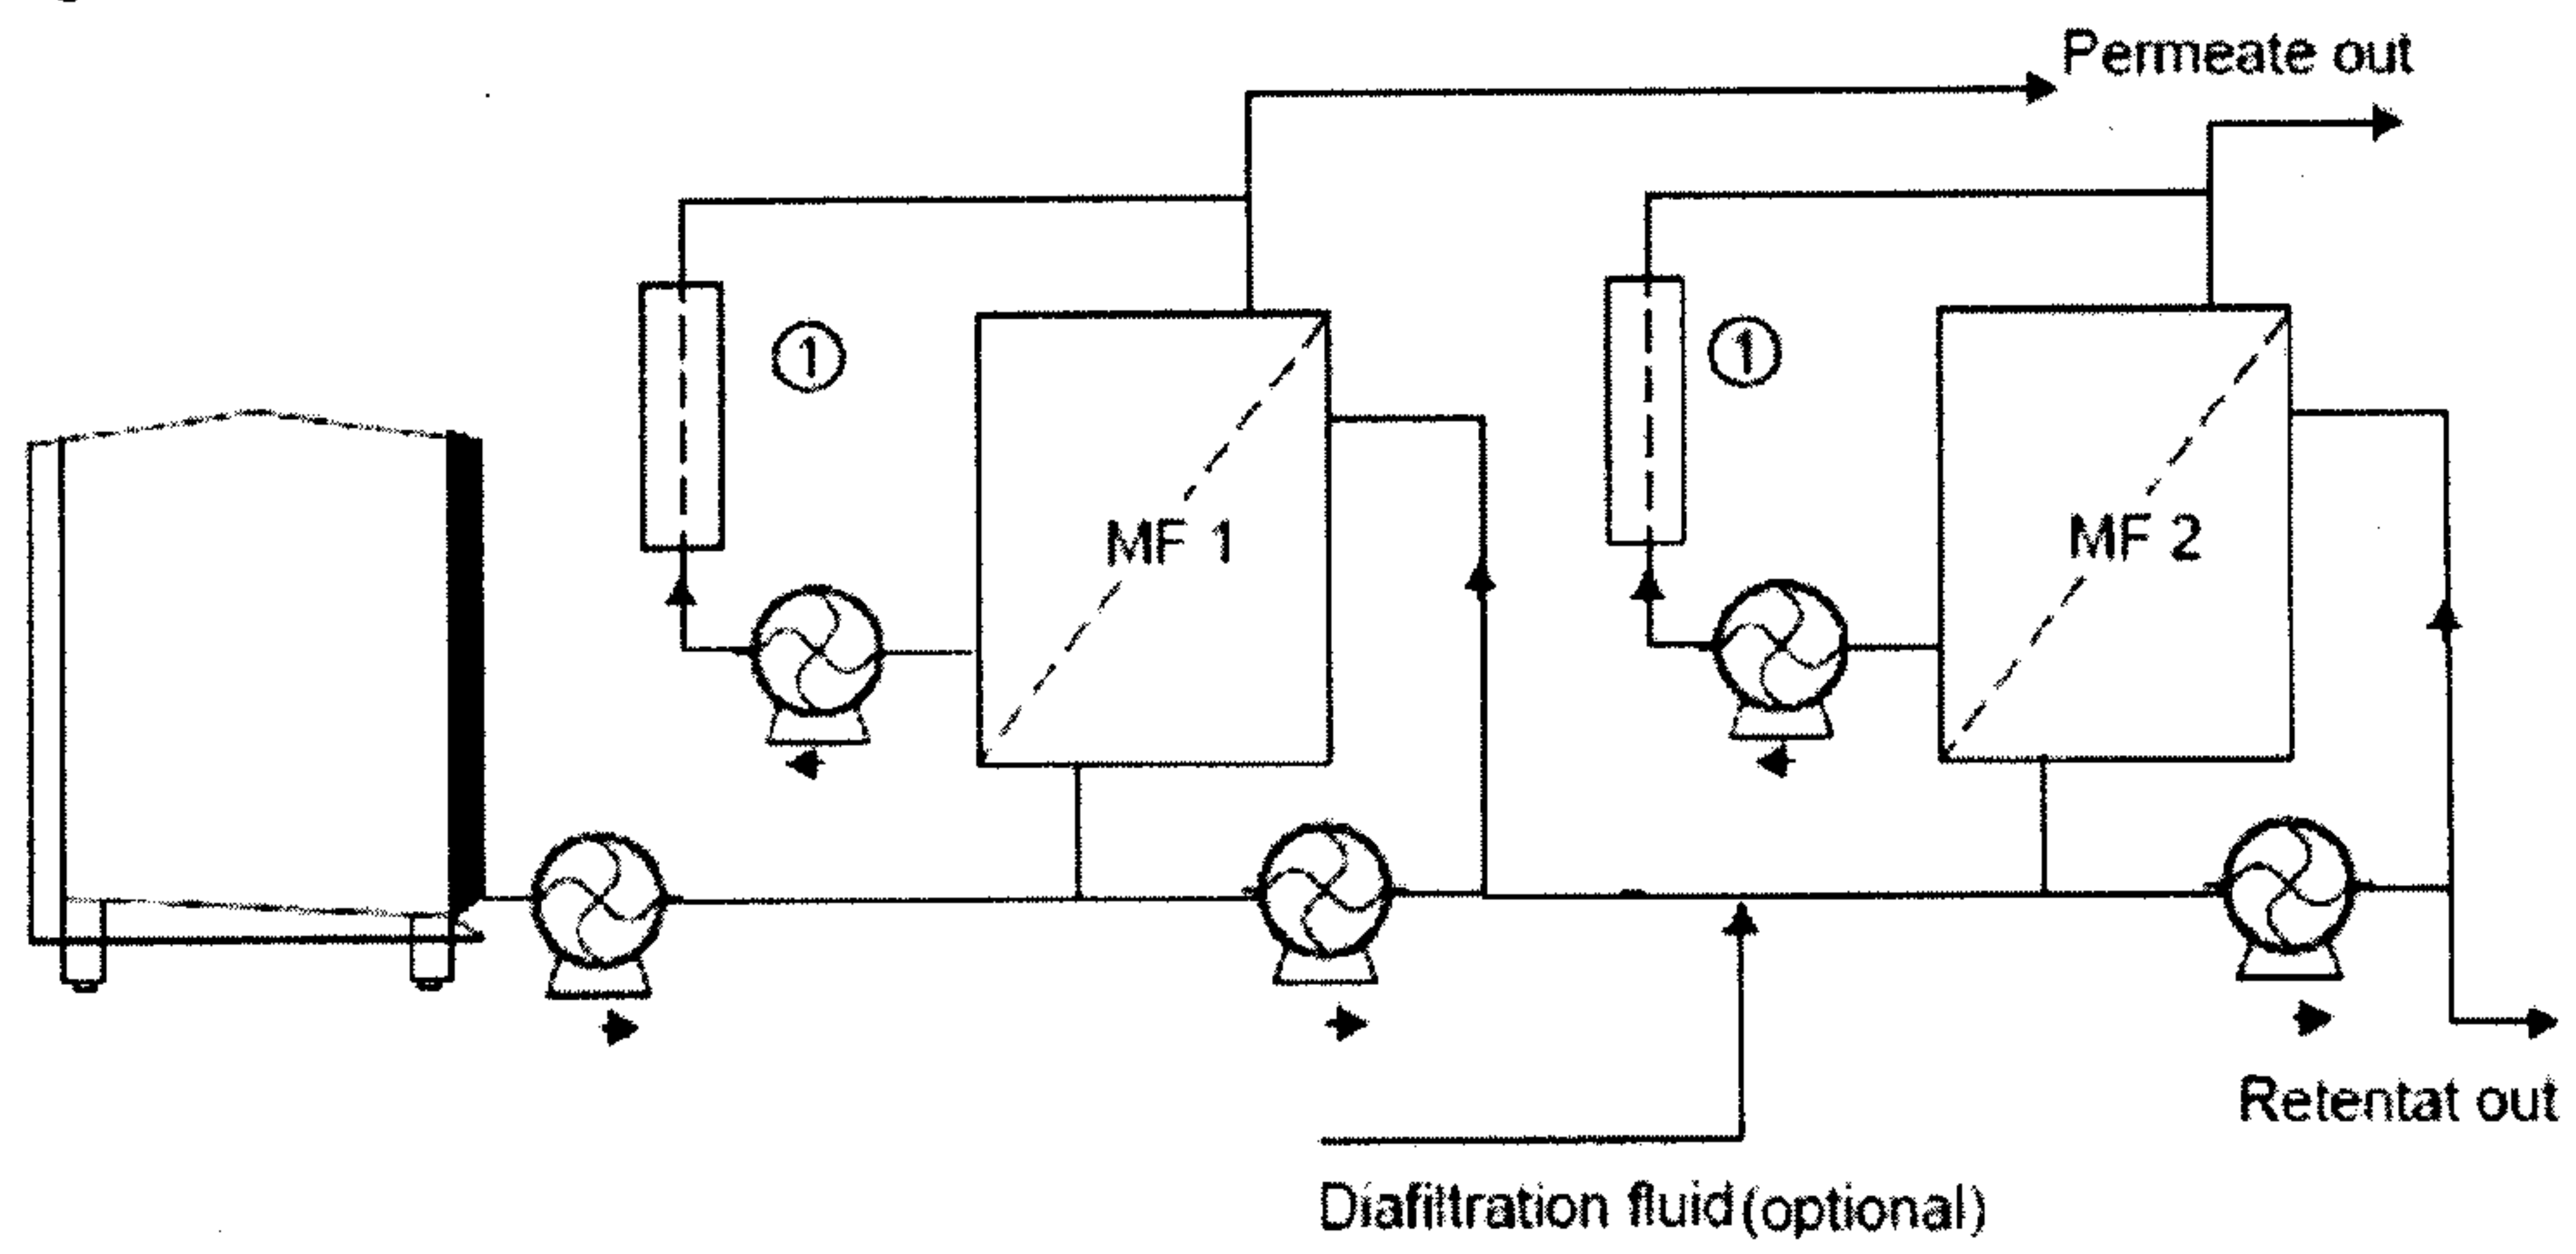 Permeate out
①
①
MF 1
MF 2
Retentat out
Diafiltration fluid (optional)